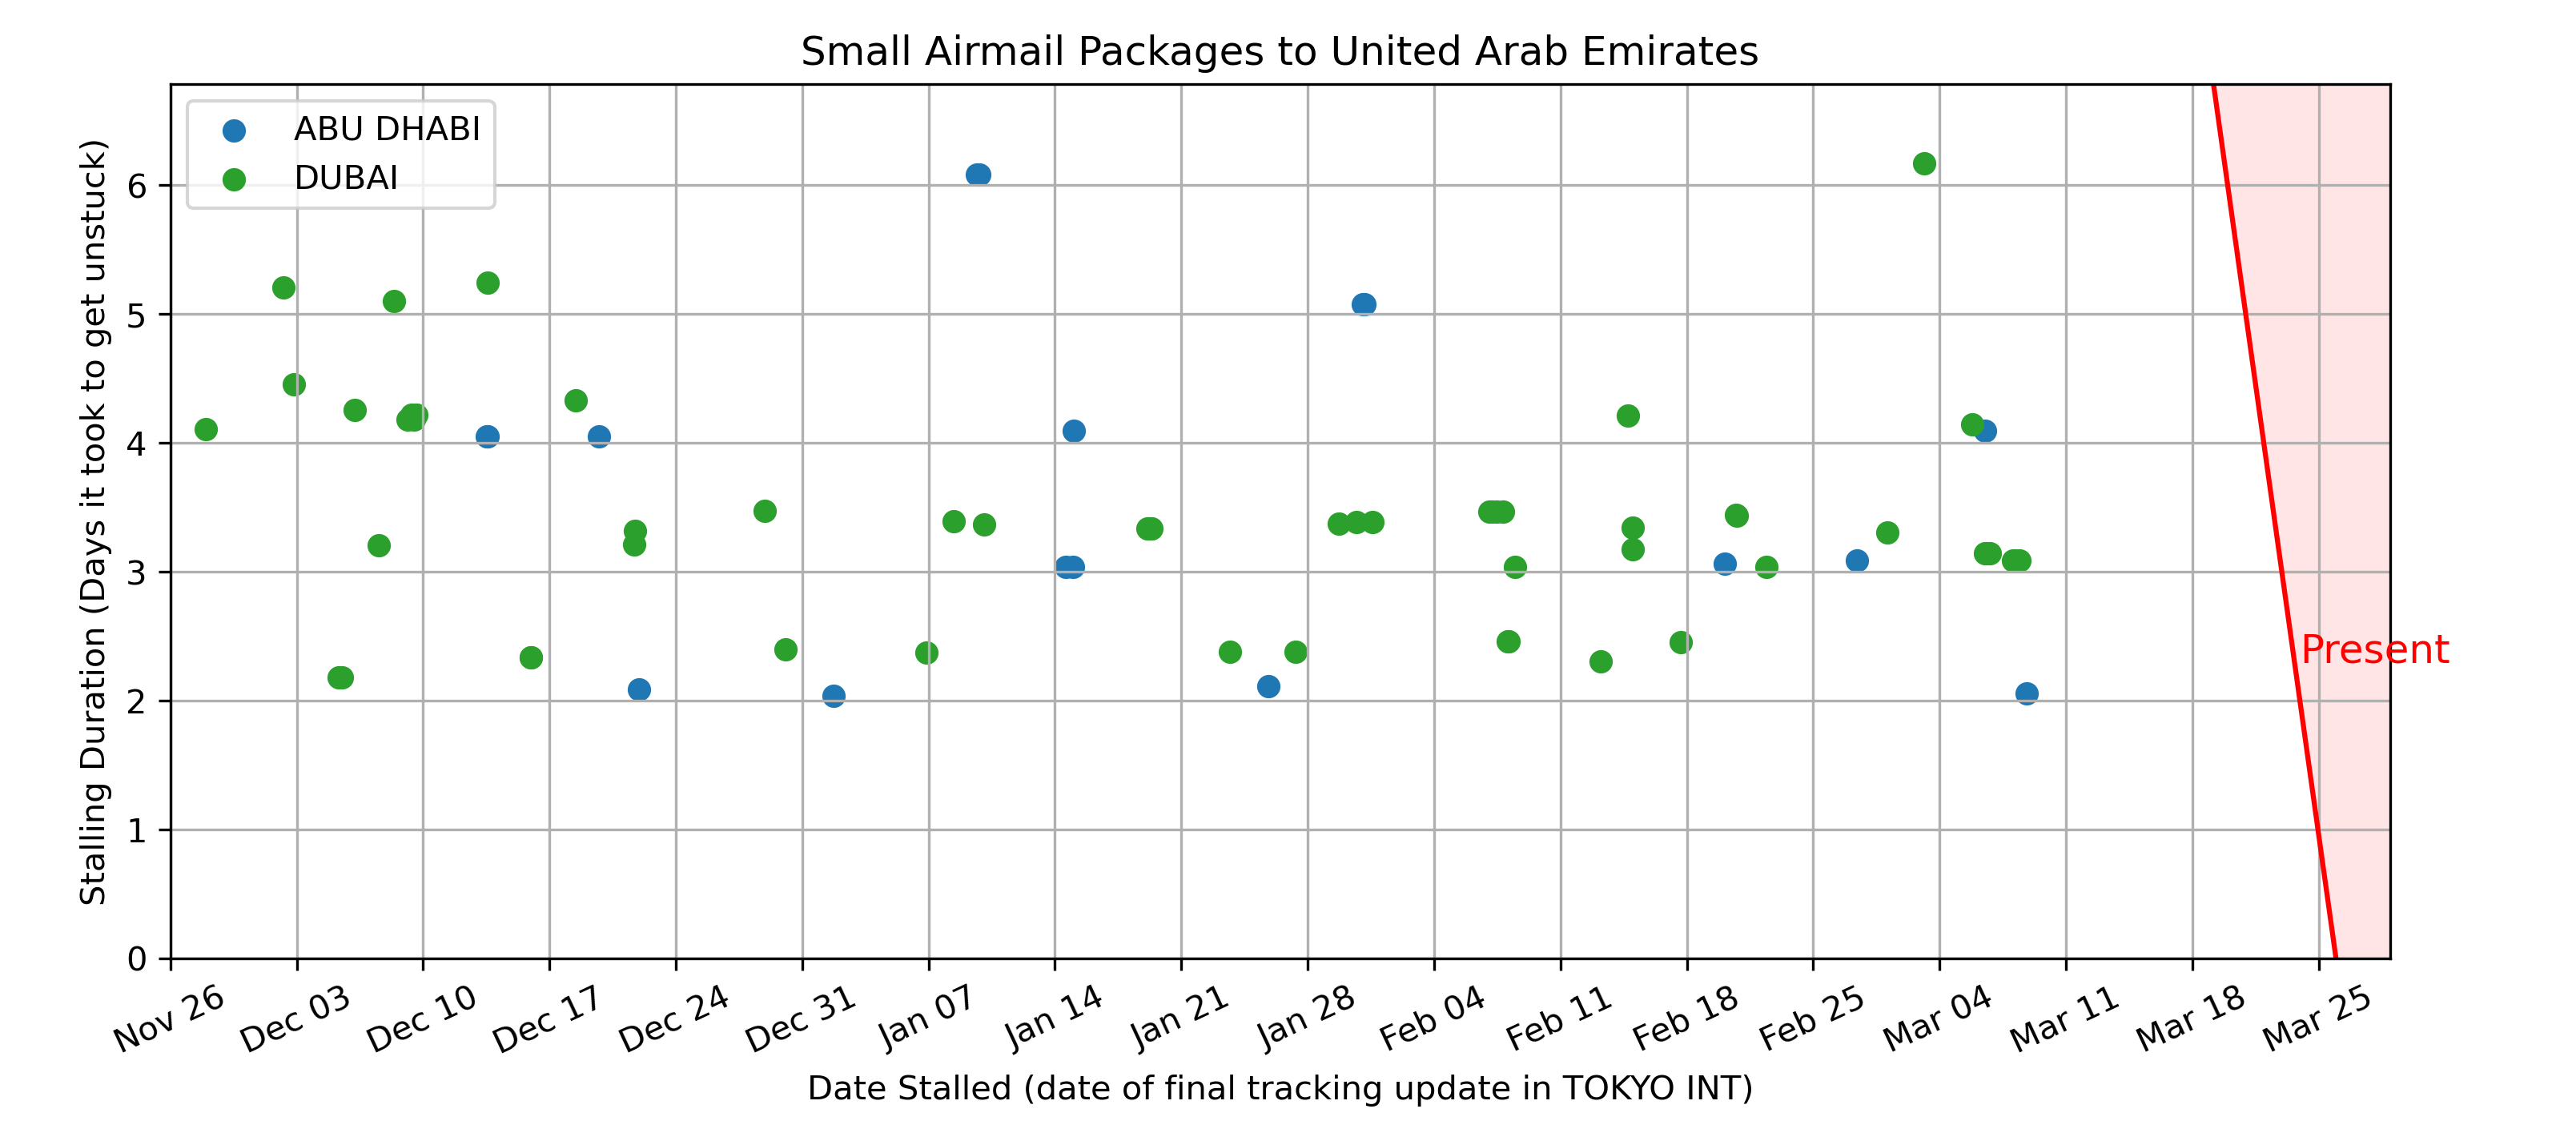 Small Airmail Packages to United Arab Emirates
ABU DHABI
DUBAI
Stalling Duration (Days it took to get unstuck)
6
5
4
3
2
1
0
Present
Nov 26 Dec 03 Dec 10 Dec 17 Dec 24 Dec 31 Jan 07 Jan 14 Jan 21 Jan 28 Feb 04 Feb 11 Feb 18 Feb 25 Mar 04 Mar 11 Mar 18 Mar 25
Date Stalled (date of final tracking update in TOKYO INT)